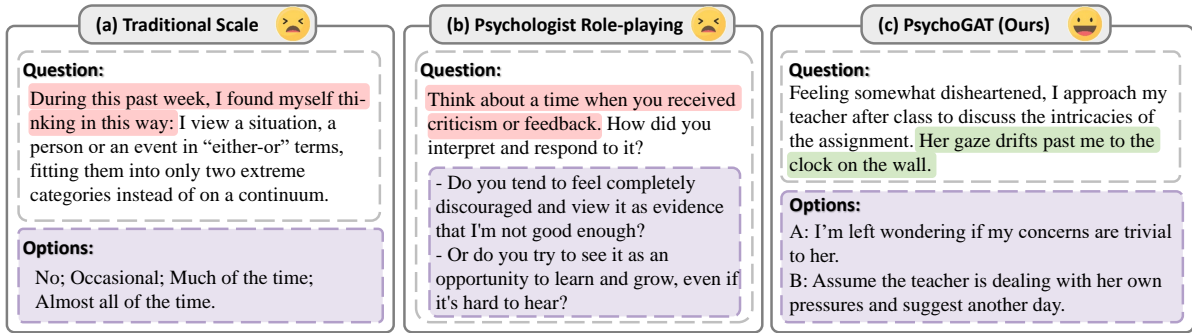 (a) Traditional Scale
Question:
During this past week, I found myself thi-
nking in this way: I view a situation, a
person or an event in “either-or” terms,
fitting them into only two extreme
categories instead of on a continuum.
Options:
No; Occasional; Much of the time;
Almost all of the time.
(b) Psychologist Role-playing
Question:
Think about a time when you received
criticism or feedback. How did you
interpret and respond to it?
- Do you tend to feel completely
discouraged and view it as evidence
that I'm not good enough?
- Or do you try to see it as an
opportunity to learn and grow, even if
it's hard to hear?
(c) PsychoGAT (Ours)
Question:
Feeling somewhat disheartened, I approach my
teacher after class to discuss the intricacies of
the assignment. Her gaze drifts past me to the
clock on the wall.
Options:
A: I’m left wondering if my concerns are trivial
to her.
B: Assume the teacher is dealing with her own
pressures and suggest another day.